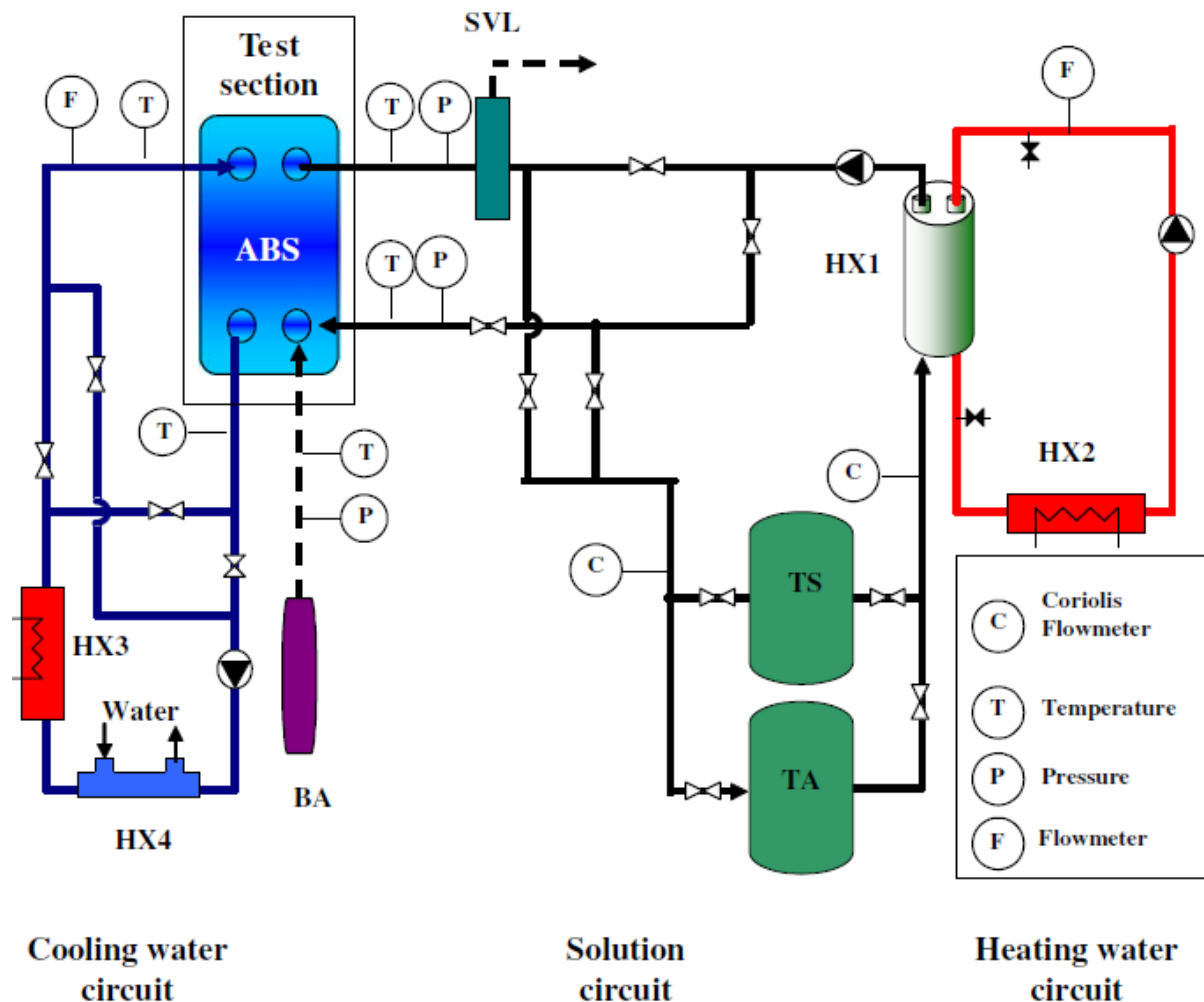 SVL
Test
section
F
T
T
P
F
ABS
HX1
T
P
T
T
P
C
HX2
C
TS
HX3
Water
TA
BA
HX4
C
Coriolis
Flowmeter
T
Temperature
P
Pressure
F
Flowmeter
Cooling water
circuit
Solution
circuit
Heating water
circuit